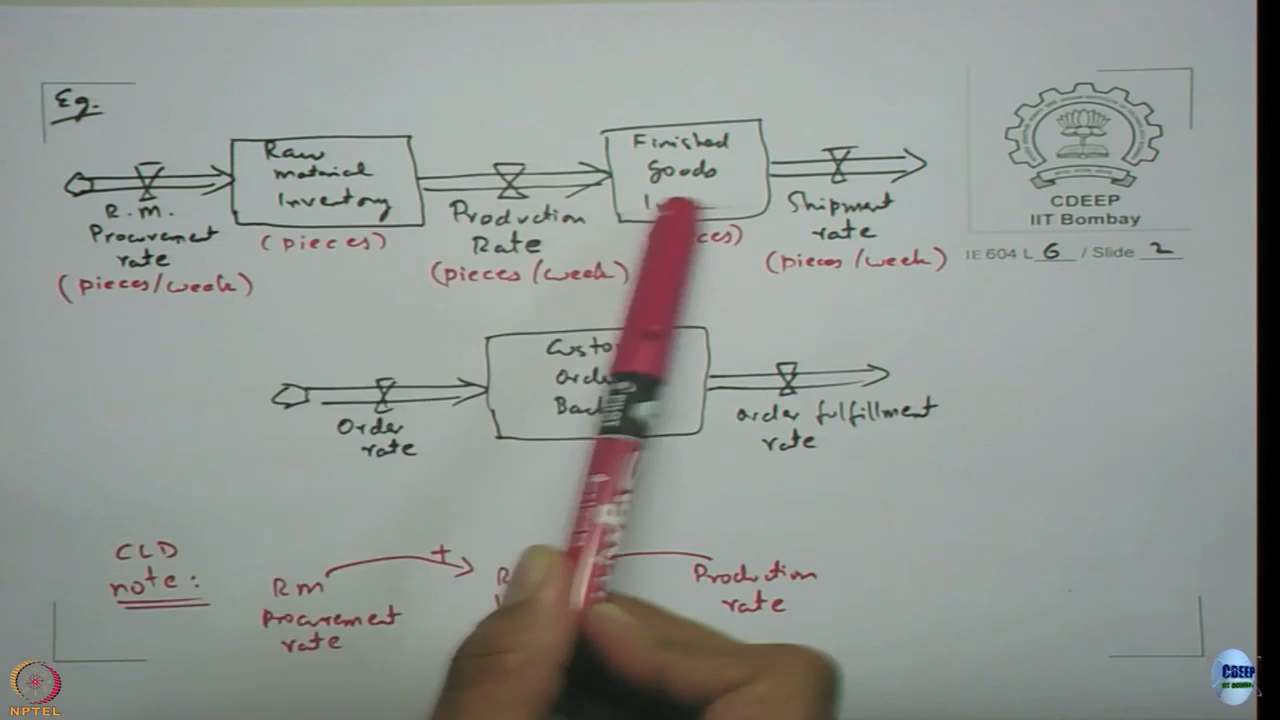 Eg.
Raw
material
Inventory
(pieces)
R.M.
Procurement
rate
(pieces/week)
Production
Rate
(pieces/week)
Finished
Goods
Shipment
rate
(pieces/week)
CDEEP
IIT Bombay
IE 604 L 6 / Slide 2
Order
rate
order fulfillment
rate
CLD
note:
RM
Procurement
rate
+
Production
rate
NPTEL
CDEEP
IIT BOMBAY